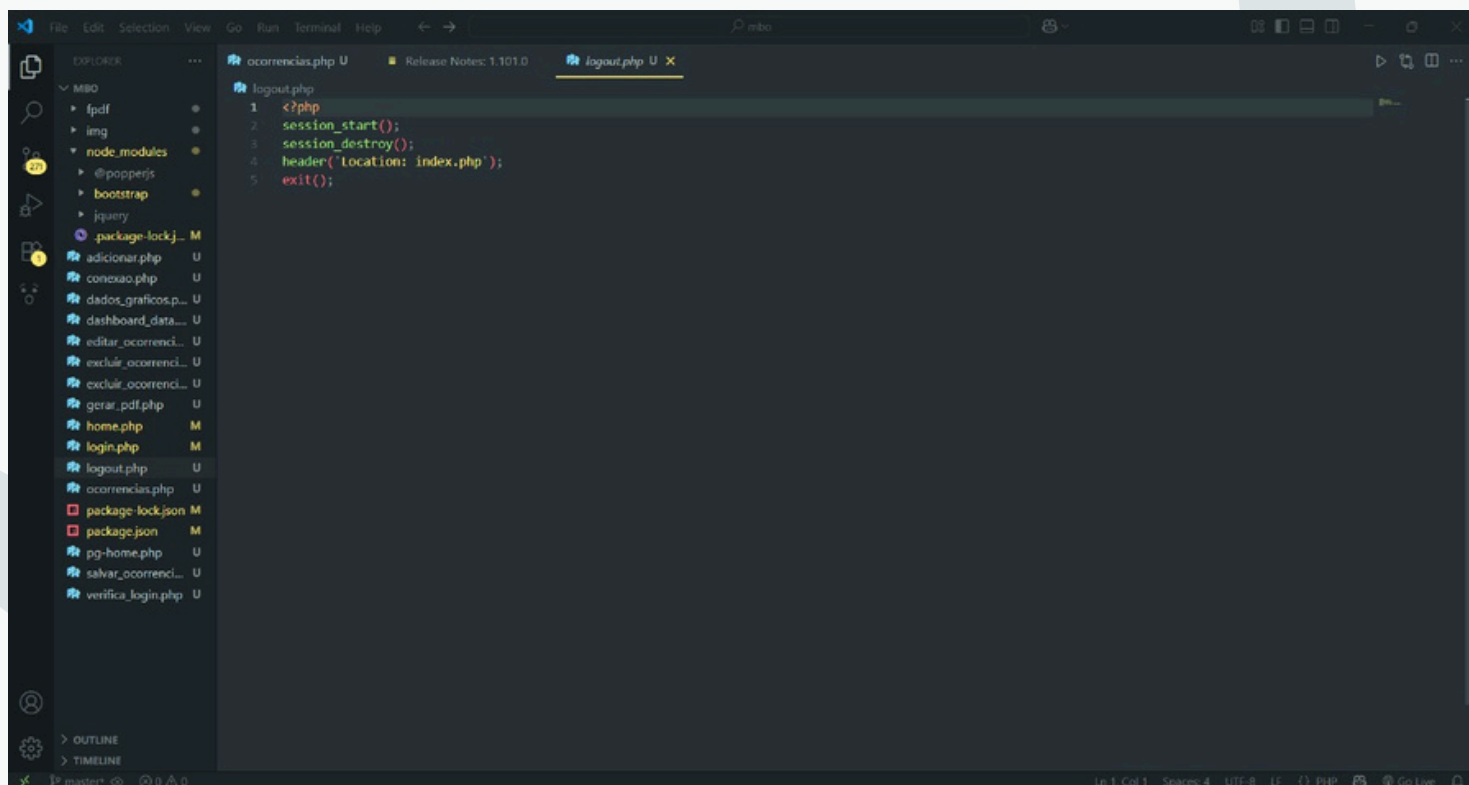 File Edit Selection View Go Run Terminal Help
mbo
EXPLORER
ocorrencias.php U
Release Notes: 1.101.0
logout.php U
MBO
fpdf
img
node_modules
@popperjs
bootstrap
jquery
.package-lock.j... M
adicionar.php U
conexao.php U
dados_graficos.p... U
dashboard_data.... U
editar_ocorrenci... U
excluir_ocorrenci... U
excluir_ocorrenci... U
gerar_pdf.php U
home.php M
login.php M
logout.php U
ocorrencias.php U
package-lock.json M
package.json M
pg-home.php U
salvar_ocorrenci... U
verifica_login.php U
271
1
OUTLINE
TIMELINE
logout.php
1 <?php
2 session_start();
3 session_destroy();
4 header('Location: index.php');
5 exit();
master* 0 0
Ln 1, Col 1 Spaces: 4 UTF-8 LF {} PHP Go Live